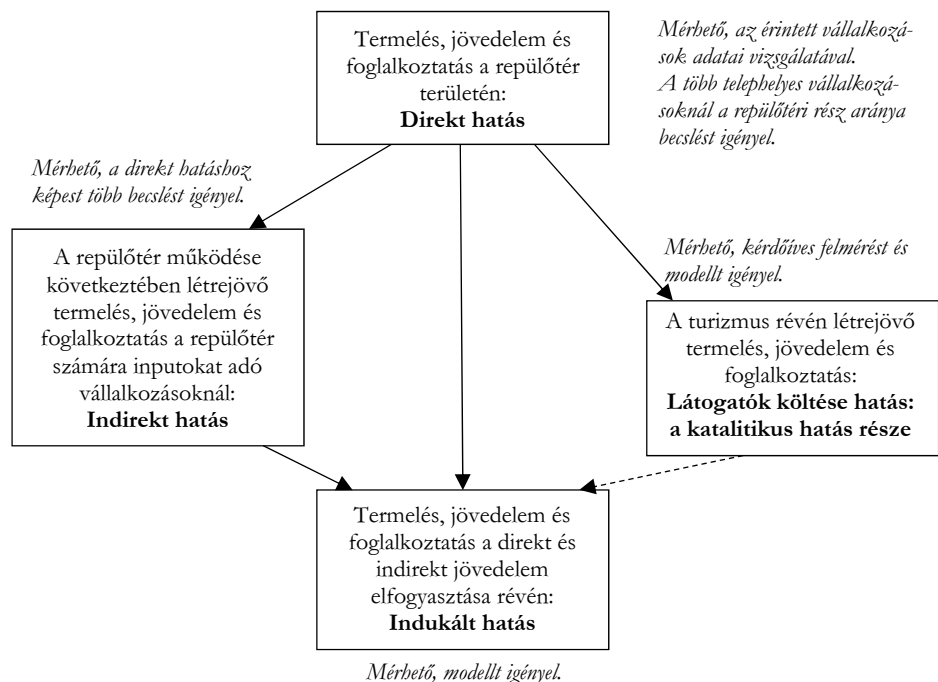 Termelés, jövedelem és
foglalkoztatás a repülőtér
területén:
Direkt hatás
Mérhető, az érintett vállalkozá-
sok adatai vizsgálatával.
A több telephelyes vállalkozá-
soknál a repülőtéri rész aránya
becslést igényel.
Mérhető, a direkt hatáshoz
képest több becslést igényel.
A repülőtér működése
következtében létrejövő
termelés, jövedelem és
foglalkoztatás a repülőtér
számára inputokat adó
vállalkozásoknál:
Indirekt hatás
Mérhető, kérdőíves felmérést és
modellt igényel.
A turizmus révén létrejövő
termelés, jövedelem és
foglalkoztatás:
Látogatók költése hatás:
a katalitikus hatás része
Termelés, jövedelem és
foglalkoztatás a direkt és
indirekt jövedelem
elfogyasztása révén:
Indukált hatás
Mérhető, modellt igényel.